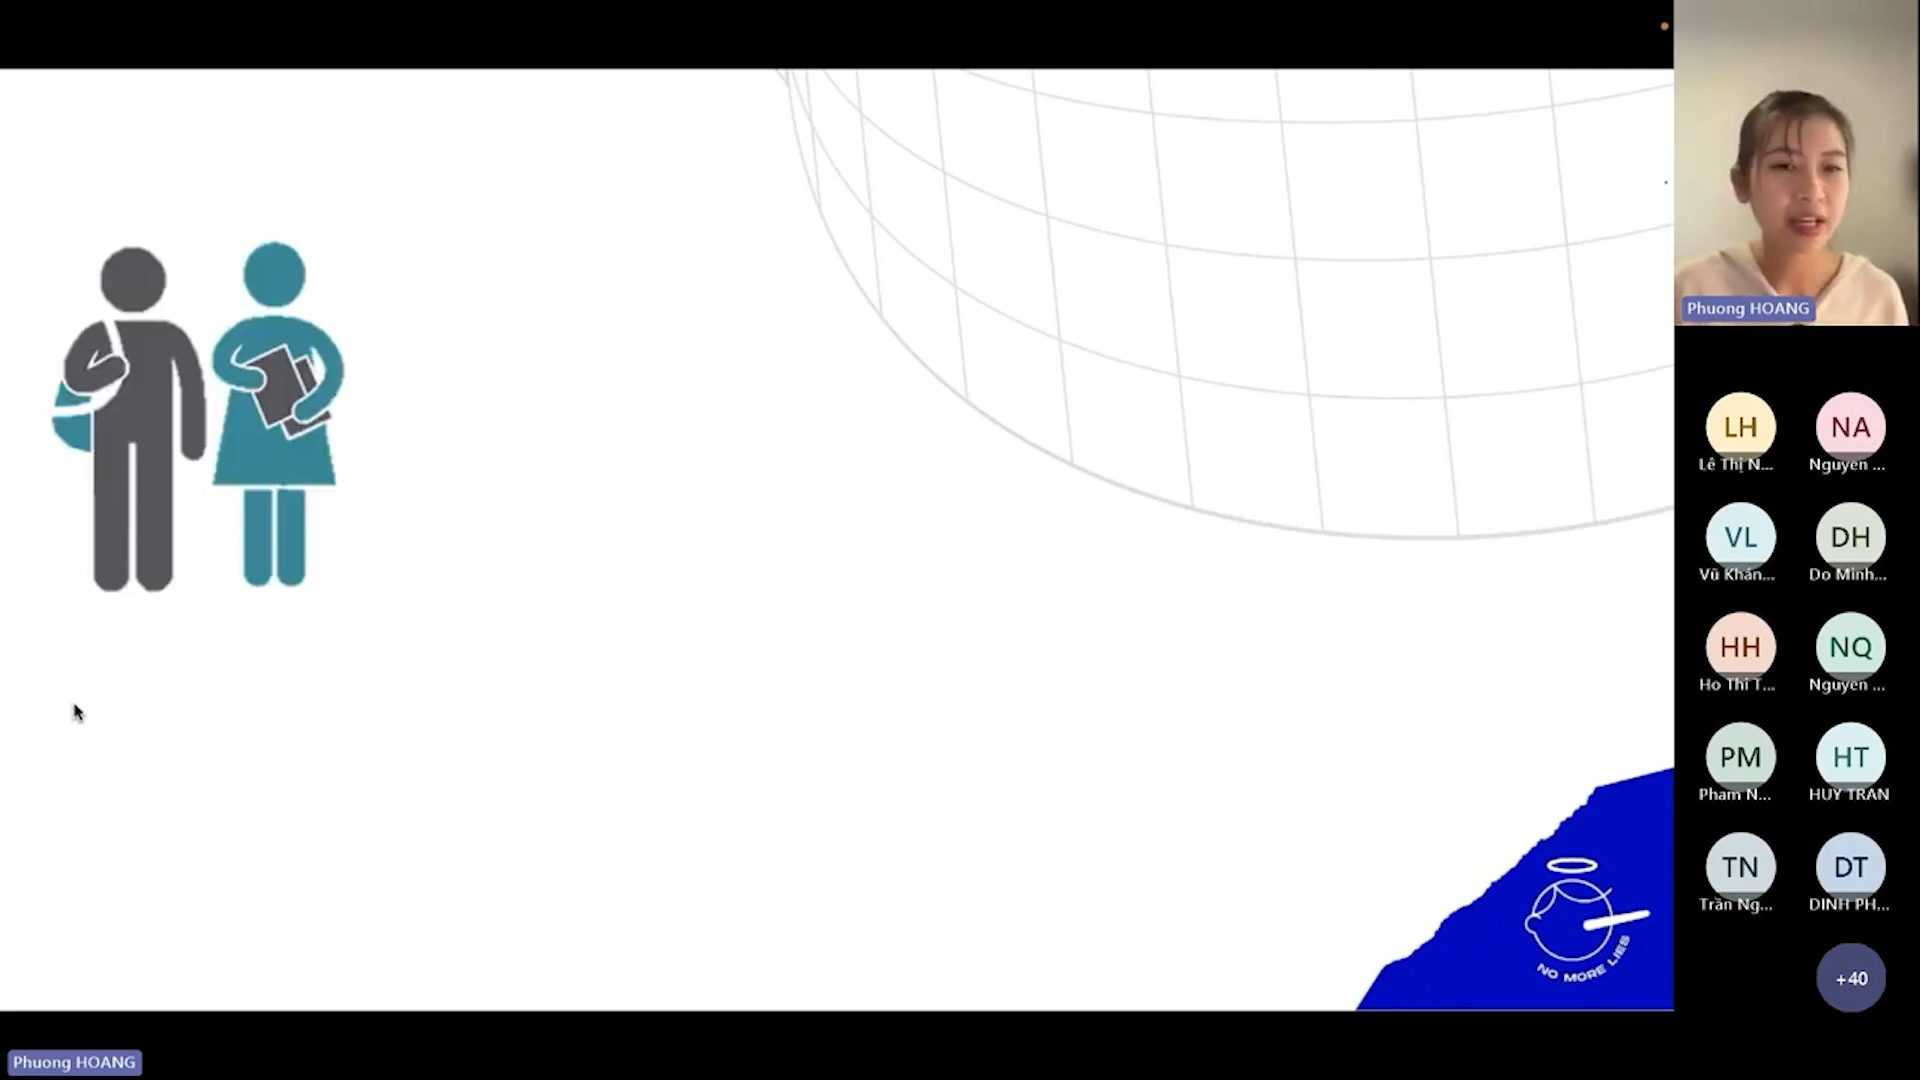 Phuong HOANG
LH
NA
Lê Thị N...
Nguyen ...
VL
DH
Vũ Khán...
Do Minh...
HH
NQ
Ho Thi T...
Nguyen ...
PM
HT
Pham N...
HUY TRAN
TN
DT
Trần Ng...
DINH PH...
+40
NO MORE LIES
Phuong HOANG